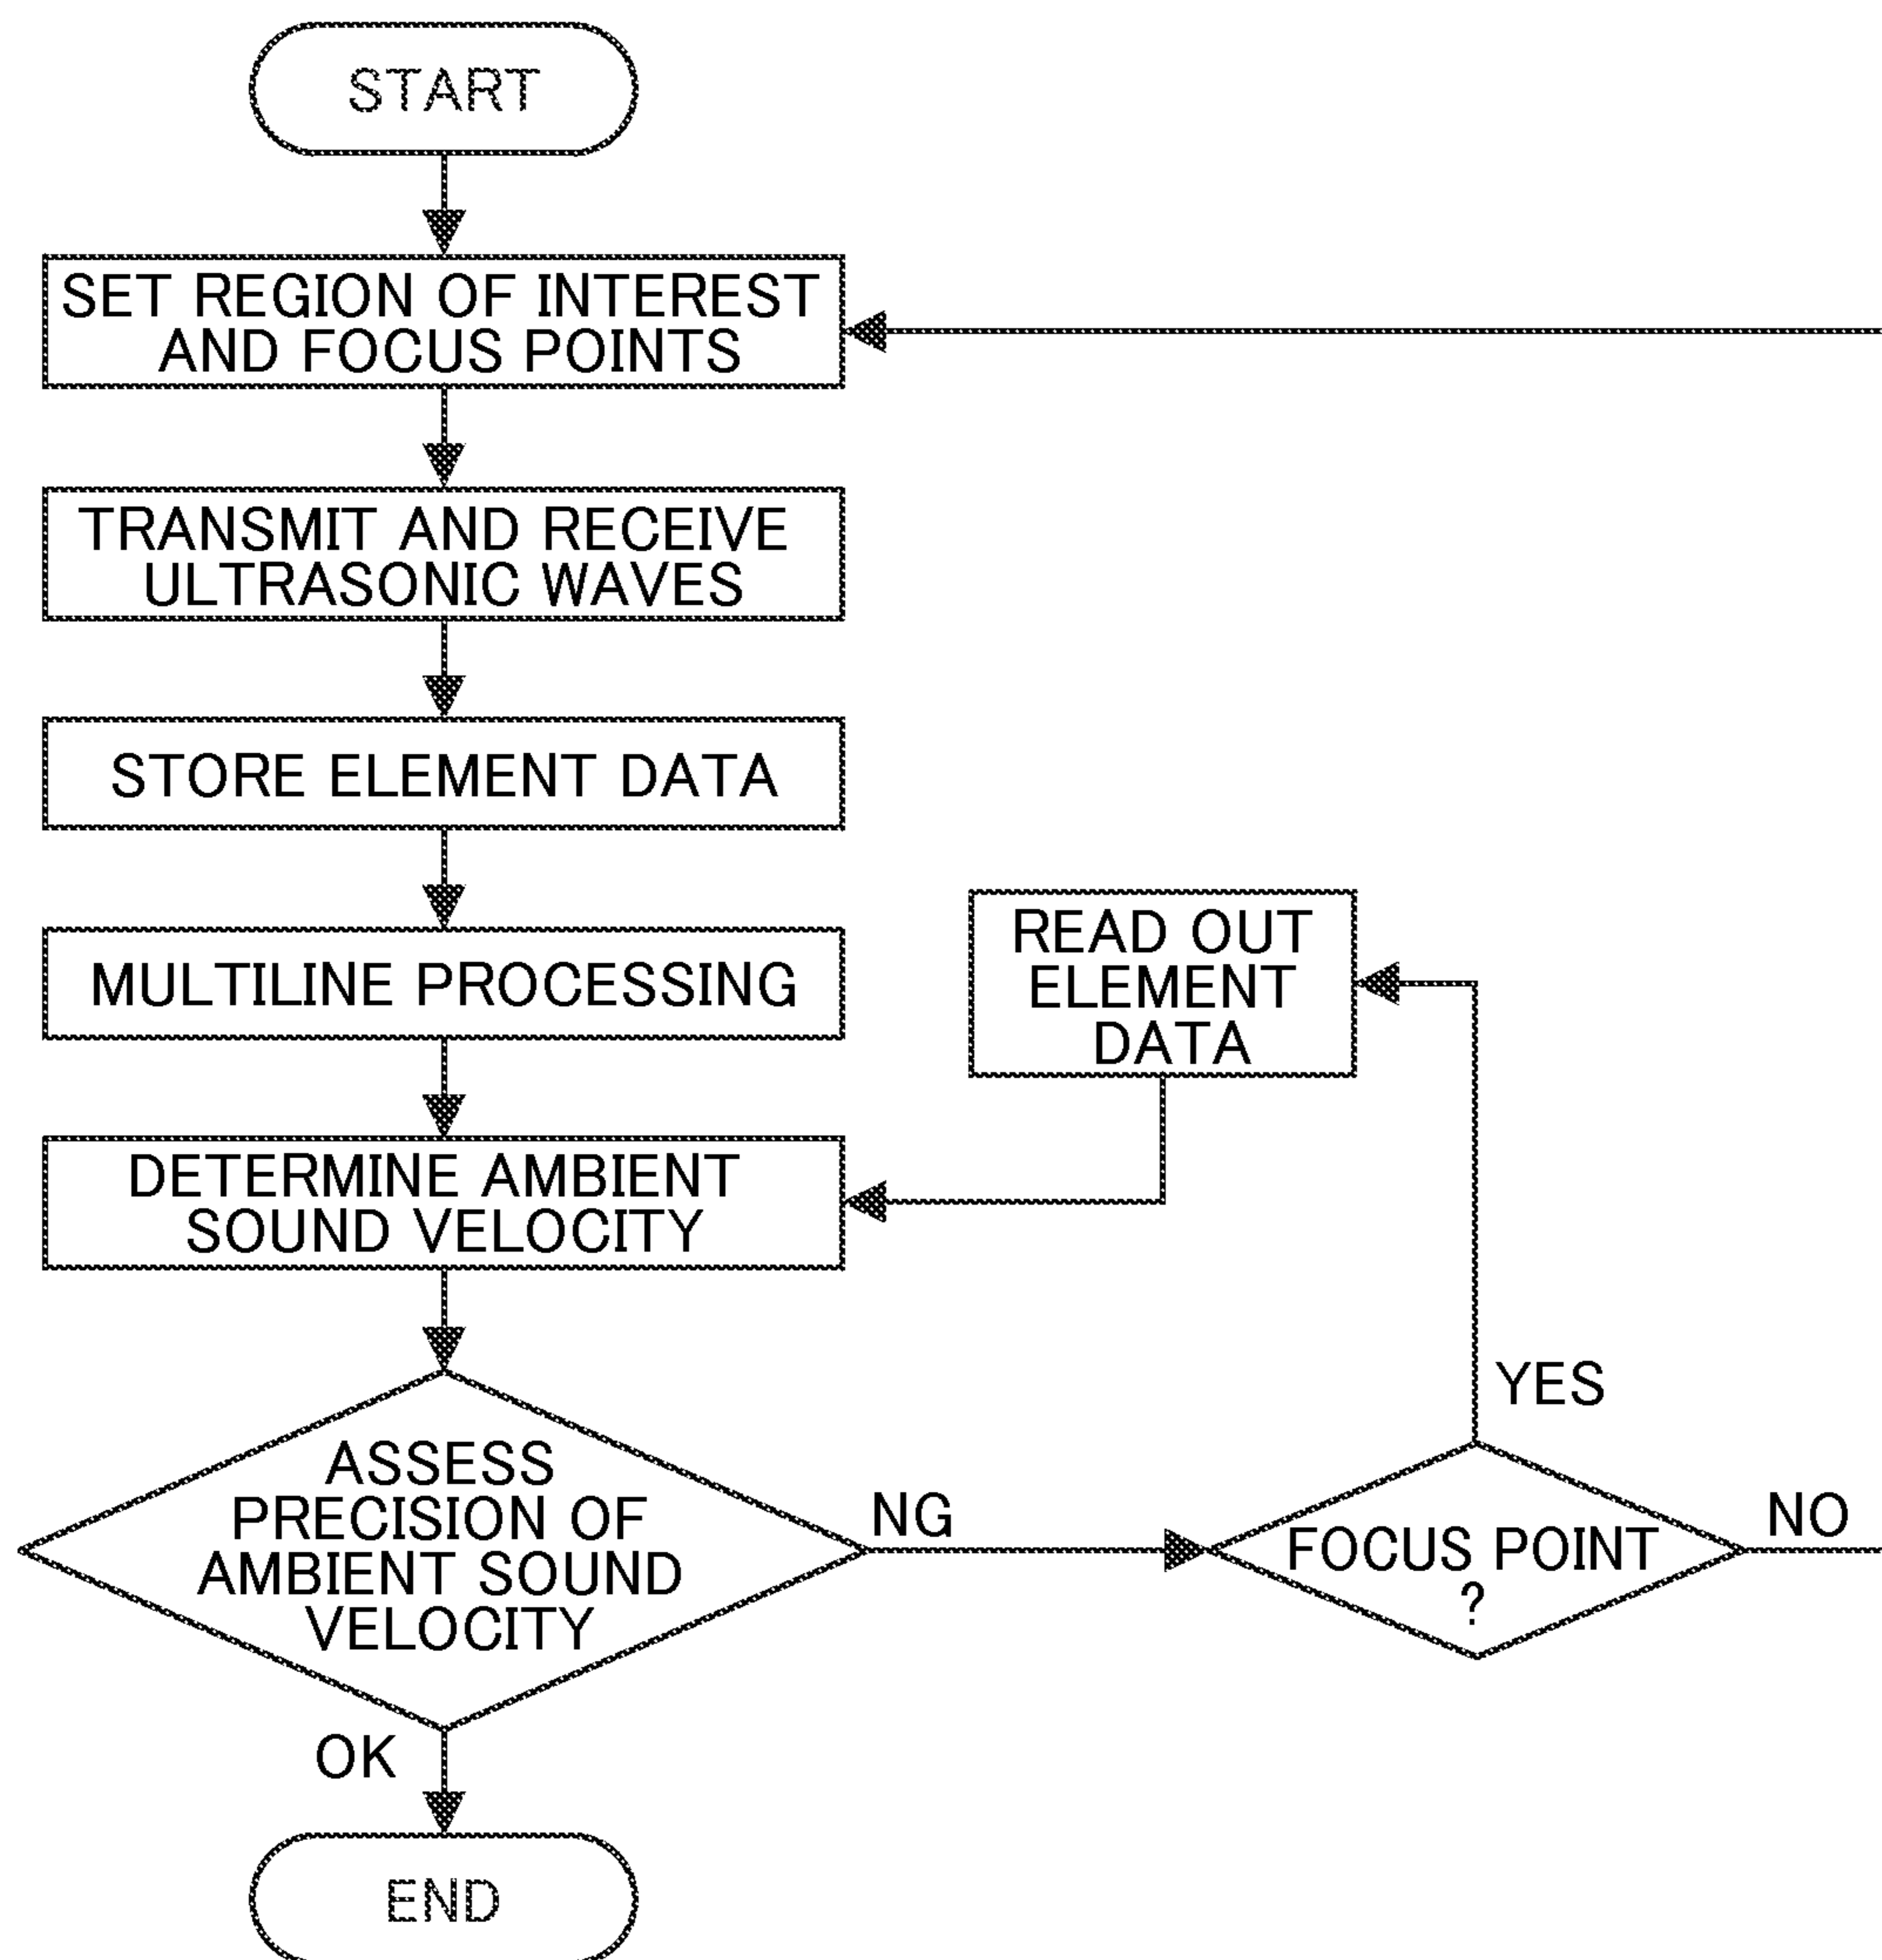 START
SET REGION OF INTEREST
AND FOCUS POINTS
TRANSMIT AND RECEIVE
ULTRASONIC WAVES
STORE ELEMENT DATA
MULTILINE PROCESSING
READ OUT
ELEMENT
DATA
DETERMINE AMBIENT
SOUND VELOCITY
YES
ASSESS
PRECISION OF
AMBIENT SOUND
VELOCITY
NG
FOCUS POINT
?
NO
OK
END